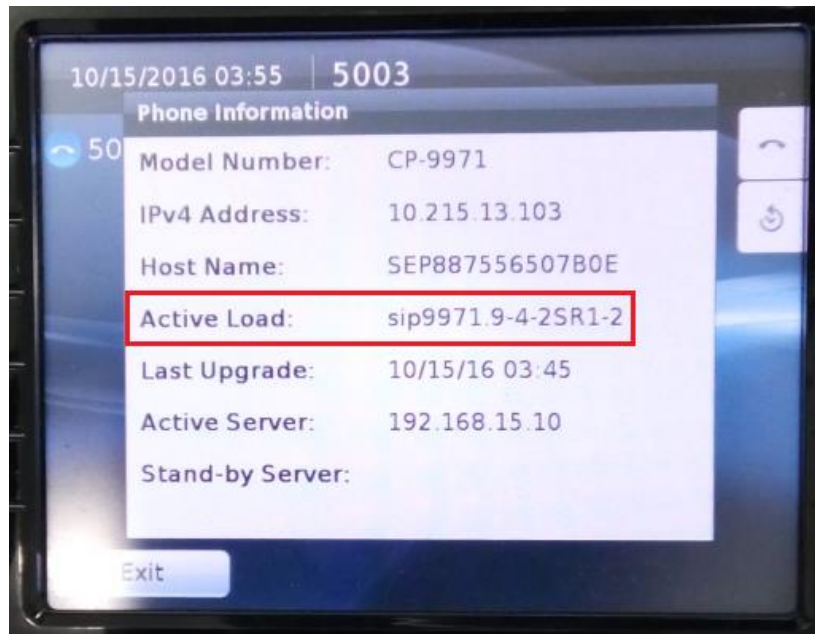 10/15/2016 03:55 5003
Phone Information
50
Model Number: CP-9971
IPv4 Address: 10.215.13.103
Host Name: SEP887556507B0E
Active Load: sip9971.9-4-2SR1-2
Last Upgrade: 10/15/16 03:45
Active Server: 192.168.15.10
Stand-by Server:
Exit